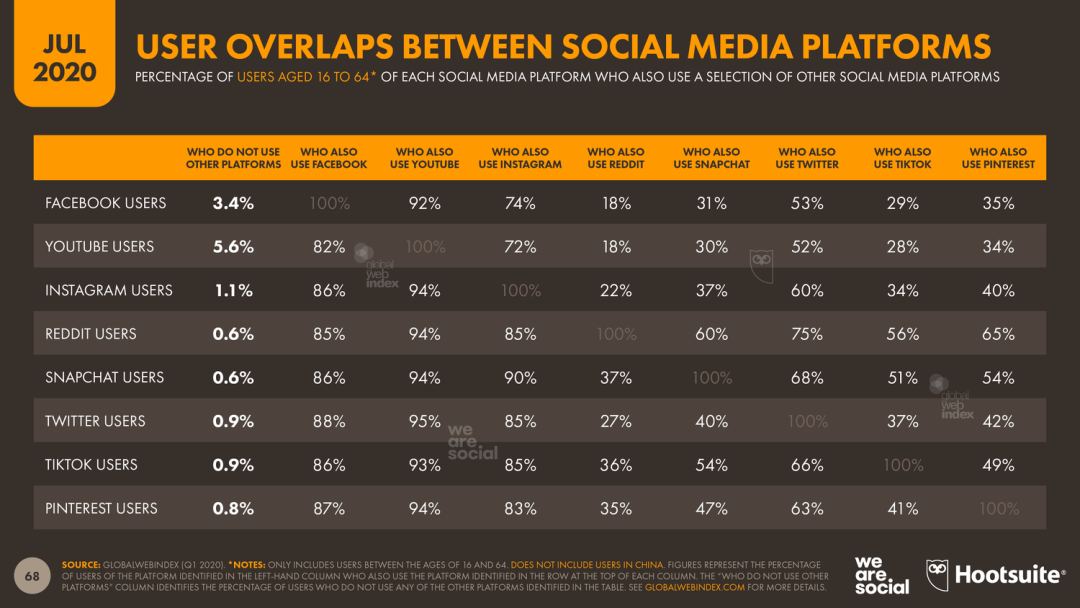 JUL
2020
USER OVERLAPS BETWEEN SOCIAL MEDIA PLATFORMS
PERCENTAGE OF USERS AGED 16 TO 64* OF EACH SOCIAL MEDIA PLATFORM WHO ALSO USE A SELECTION OF OTHER SOCIAL MEDIA PLATFORMS
WHO DO NOT USE WHO ALSO WHO ALSO WHO ALSO WHO ALSO WHO ALSO WHO ALSO WHO ALSO WHO ALSO
OTHER PLATFORMS USE FACEBOOK USE YOUTUBE USE INSTAGRAM USE REDDIT USE SNAPCHAT USE TWITTER USE TIKTOK USE PINTEREST
FACEBOOK USERS 3.4% 100% 92% 74% 18% 31% 53% 29% 35%
YOUTUBE USERS 5.6% 82% 100% 72% 18% 30% 52% 28% 34%
global
web
index
INSTAGRAM USERS 1.1% 86% 94% 100% 22% 37% 60% 34% 40%
REDDIT USERS 0.6% 85% 94% 85% 100% 60% 75% 56% 65%
SNAPCHAT USERS 0.6% 86% 94% 90% 37% 100% 68% 51% 54%
global
web
index
TWITTER USERS 0.9% 88% 95% 85% 27% 40% 100% 37% 42%
we
are
social
TIKTOK USERS 0.9% 86% 93% 85% 36% 54% 66% 100% 49%
PINTEREST USERS 0.8% 87% 94% 83% 35% 47% 63% 41% 100%
68
SOURCE: GLOBALWEBINDEX (Q1 2020). *NOTES: ONLY INCLUDES USERS BETWEEN THE AGES OF 16 AND 64. DOES NOT INCLUDE USERS IN CHINA. FIGURES REPRESENT THE PERCENTAGE
OF USERS OF THE PLATFORM IDENTIFIED IN THE LEFT-HAND COLUMN WHO ALSO USE THE PLATFORM IDENTIFIED IN THE ROW AT THE TOP OF EACH COLUMN. THE "WHO DO NOT USE OTHER
PLATFORMS" COLUMN IDENTIFIES THE PERCENTAGE OF USERS WHO DO NOT USE ANY OF THE OTHER PLATFORMS IDENTIFIED IN THE TABLE. SEE GLOBALWEBINDEX.COM FOR MORE DETAILS.
we
are
social
Hootsuite®